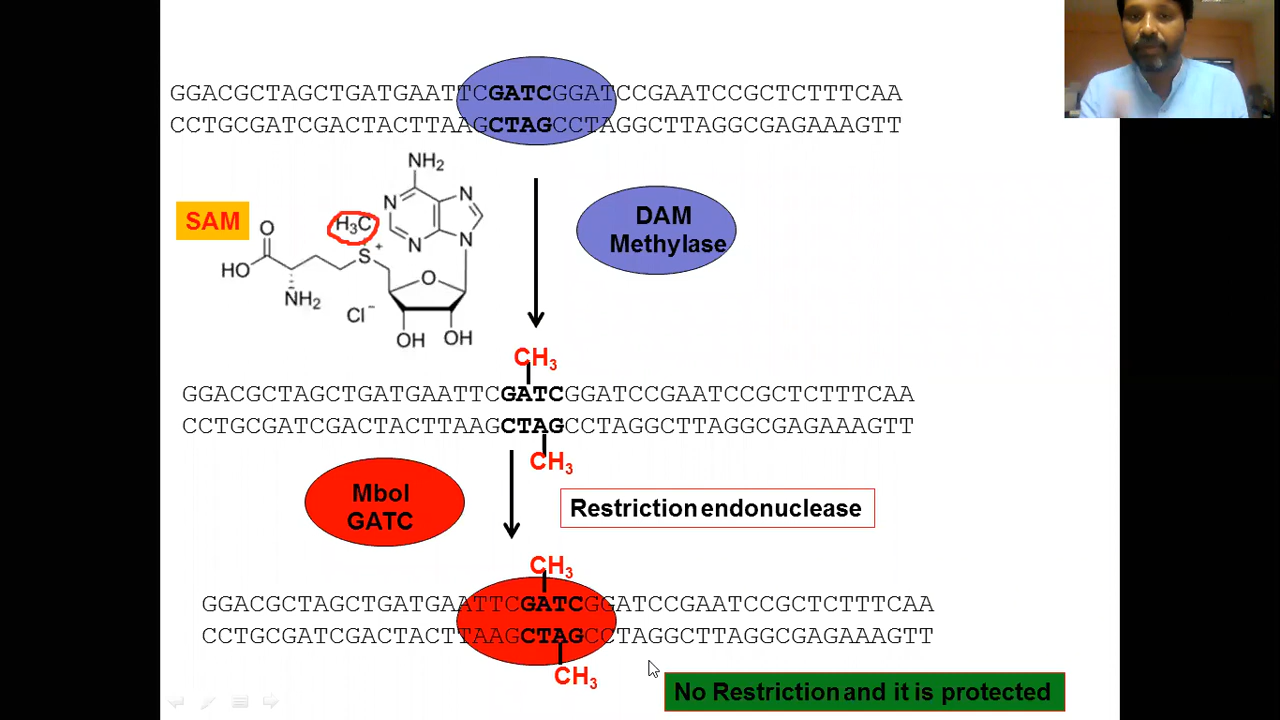 GGACGCTAGCTGATGAATTCGATCGGATCCGAATCCGCTCTTTCAA
CCTGCGATCGACTACTTAAGCTAGCCTAGGCTTAGGCGAGAAAGTT
NH₂
N
N
N
N
SAM
H₃C
O
S⁺
HO
O
NH₂
Cl⁻
OH
OH
DAM
Methylase
CH₃
GGACGCTAGCTGATGAATTCGATCGGATCCGAATCCGCTCTTTCAA
CCTGCGATCGACTACTTAAGCTAGCCTAGGCTTAGGCGAGAAAGTT
CH₃
MboI
GATC
Restriction endonuclease
CH₃
GGACGCTAGCTGATGAATTCGATCGGATCCGAATCCGCTCTTTCAA
CCTGCGATCGACTACTTAAGCTAGCCTAGGCTTAGGCGAGAAAGTT
CH₃
No Restriction and it is protected